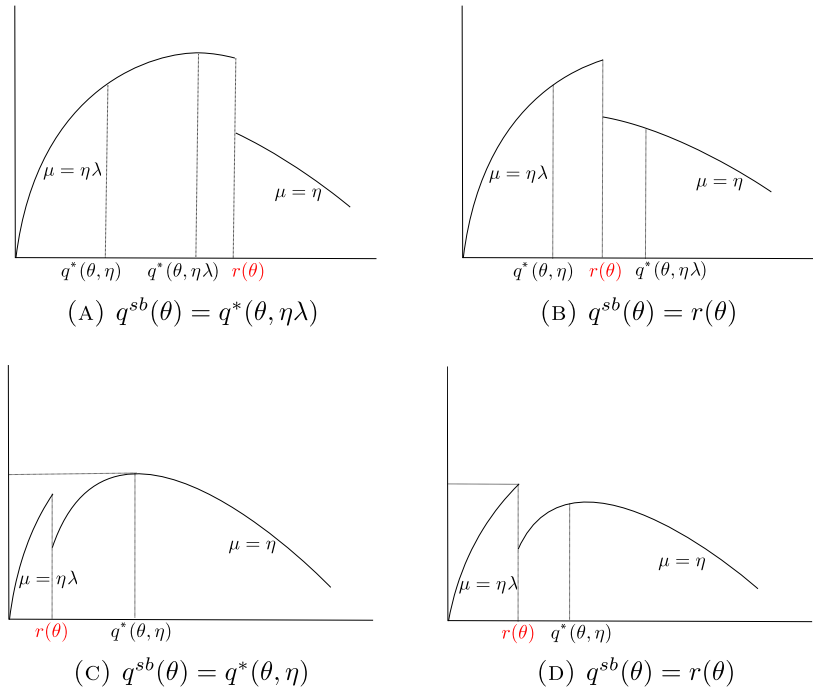 μ = ηλ
μ = η
q*(θ, η)
q*(θ, ηλ)
r(θ)
(A) q^{sb}(θ) = q*(θ, ηλ)
μ = ηλ
μ = η
q*(θ, η)
r(θ)
q*(θ, ηλ)
(B) q^{sb}(θ) = r(θ)
μ = η
μ = ηλ
r(θ)
q*(θ, η)
(C) q^{sb}(θ) = q*(θ, η)
μ = η
μ = ηλ
r(θ)
q*(θ, η)
(D) q^{sb}(θ) = r(θ)